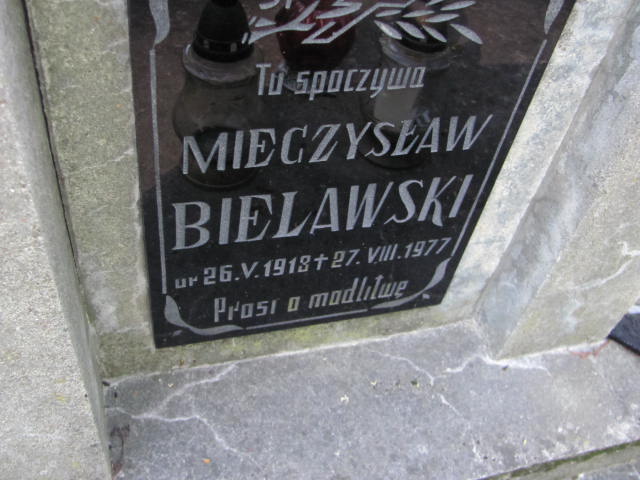 Tu spoczywa
MIECZYSŁAW
BIELAWSKI
ur 26.V.1913 + 27.VIII.1977
Prosi o modlitwę